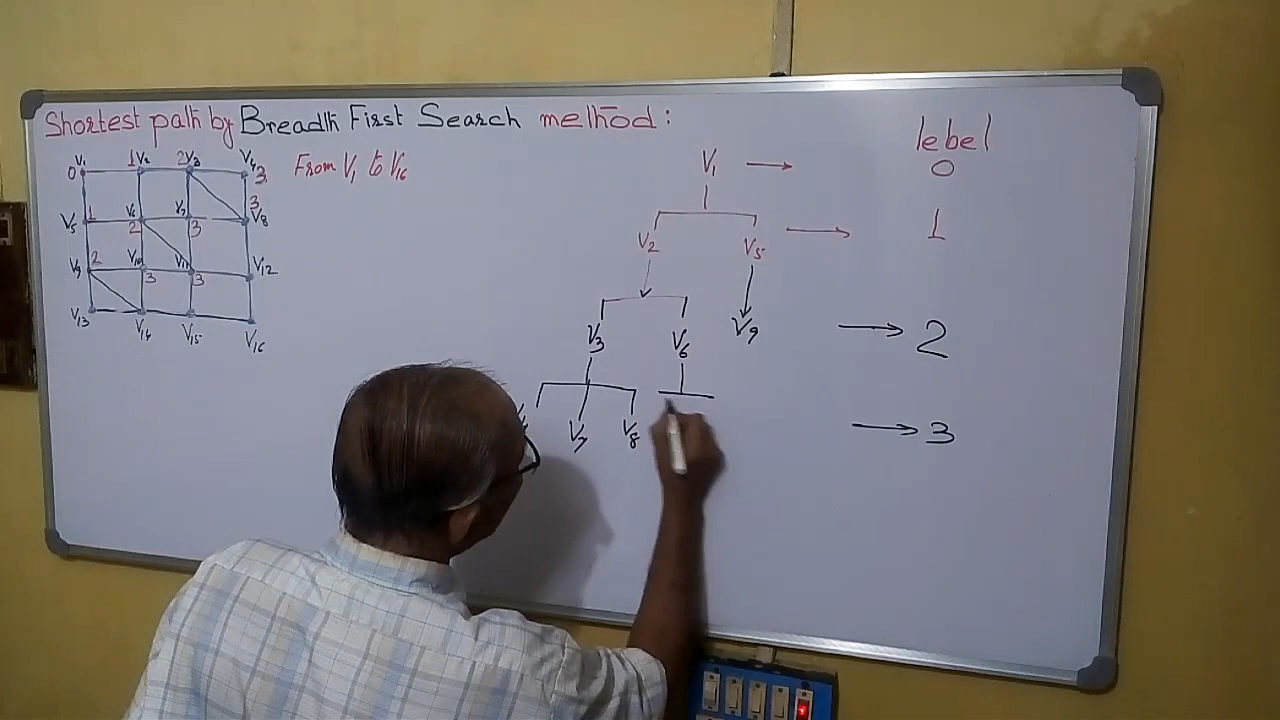 Shortest path by Breadth First Search method:
lebel
V1 V2 V3 V4 From V1 to V16
0 1 2 3
V1 → 0
V5 1 V6 2 V7 3 V8 3
V2 V5 → 1
V9 2 V10 3 V11 3 V12
V13 V14 V15 V16
V3 V6 V9 → 2
V7 V8 → 3